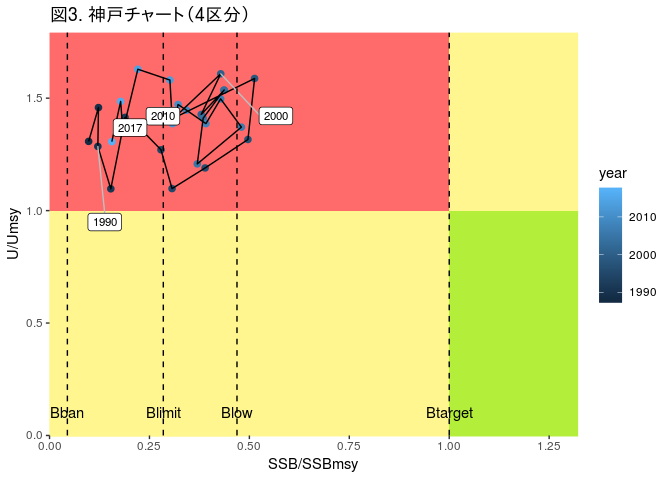 図3. 神戸チャート(4区分)
U/Umsy
1.5
1.0
0.5
0.0
2017
2010
2000
1990
Bban
Blimit
Blow
Btarget
0.00
0.25
0.50
0.75
1.00
1.25
SSB/SSBmsy
year
2010
2000
1990